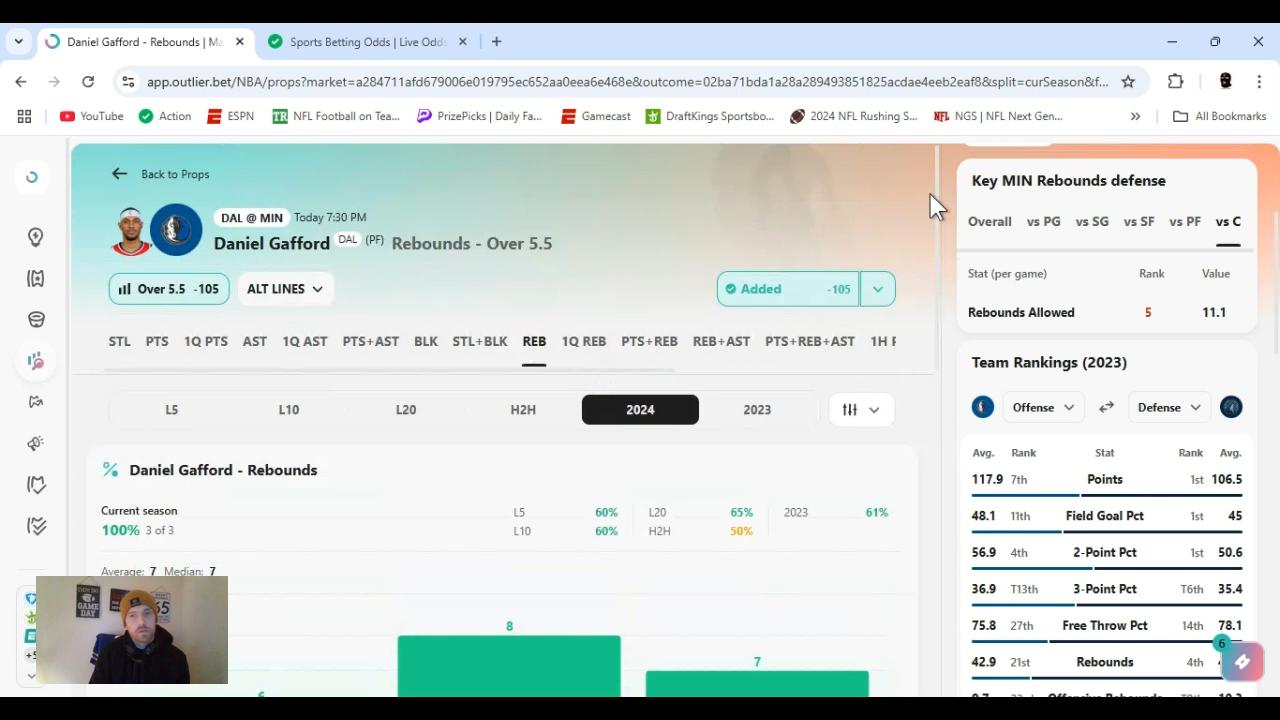 Daniel Gafford - Rebounds | Ma
Sports Betting Odds | Live Odds
app.outlier.bet/NBA/props?market=a284711afd679006e019795ec652aa0eea6e468e&outcome=02ba71bda1a28a289493851825acdae4eeb2eaf8&split=curSeason&f...
YouTube Action ESPN NFL Football on Tea... PrizePicks | Daily Fa... Gamecast DraftKings Sportsbo... 2024 NFL Rushing S... NGS | NFL Next Gen... » All Bookmarks
Back to Props
DAL @ MIN Today 7:30 PM
Daniel Gafford DAL (PF) Rebounds - Over 5.5
Over 5.5 -105 ALT LINES
Added -105
STL PTS 1Q PTS AST 1Q AST PTS+AST BLK STL+BLK REB 1Q REB PTS+REB REB+AST PTS+REB+AST 1H
L5 L10 L20 H2H 2024 2023
Daniel Gafford - Rebounds
Current season
100% 3 of 3
L5 60% L20 65% 2023 61%
L10 60% H2H 50%
Average: 7 Median: 7
6
8
7
Key MIN Rebounds defense
Overall vs PG vs SG vs SF vs PF vs C
Stat (per game) Rank Value
Rebounds Allowed 5 11.1
Team Rankings (2023)
Offense Defense
Avg. Rank Stat Rank Avg.
117.9 7th Points 1st 106.5
48.1 11th Field Goal Pct 1st 45
56.9 4th 2-Point Pct 1st 50.6
36.9 T13th 3-Point Pct T6th 35.4
75.8 27th Free Throw Pct 14th 78.1
42.9 21st Rebounds 4th
Offensive Rebounds
6
GAME DAY
65